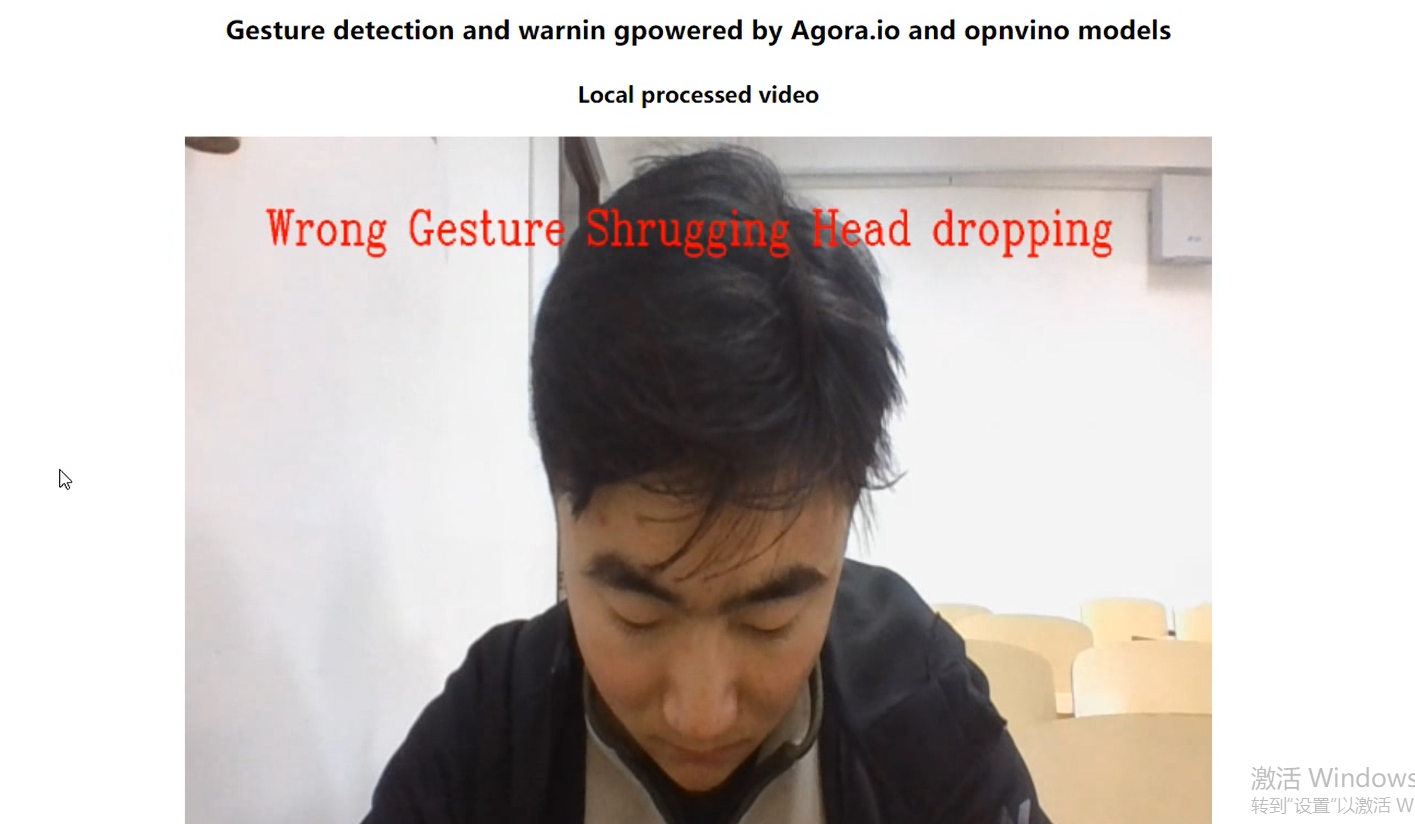 Gesture detection and warnin gpowered by Agora.io and opnvino models
Local processed video
Wrong Gesture Shrugging Head dropping
激活 Windows
转到“设置”以激活 W